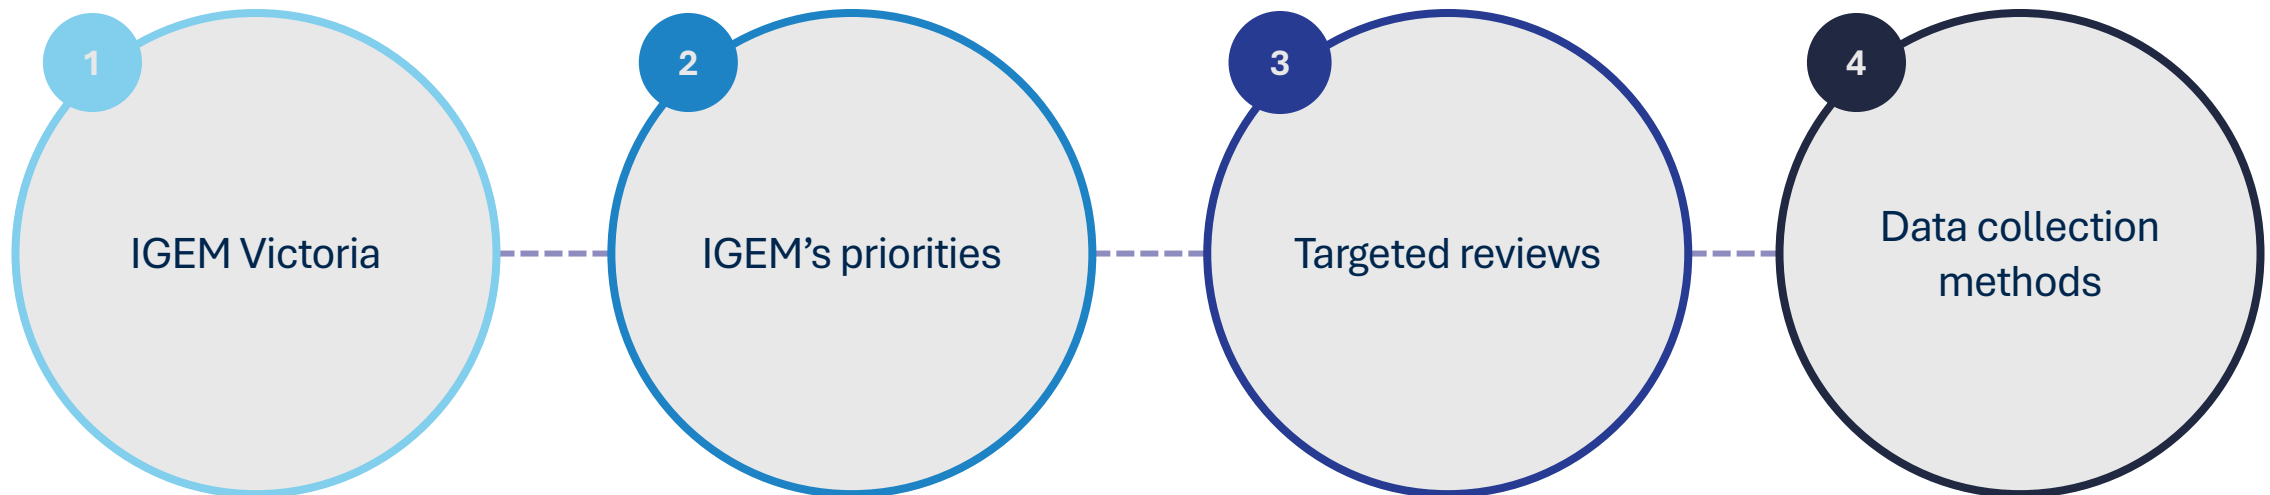 1
IGEM Victoria
2
IGEM’s priorities
3
Targeted reviews
4
Data collection
methods